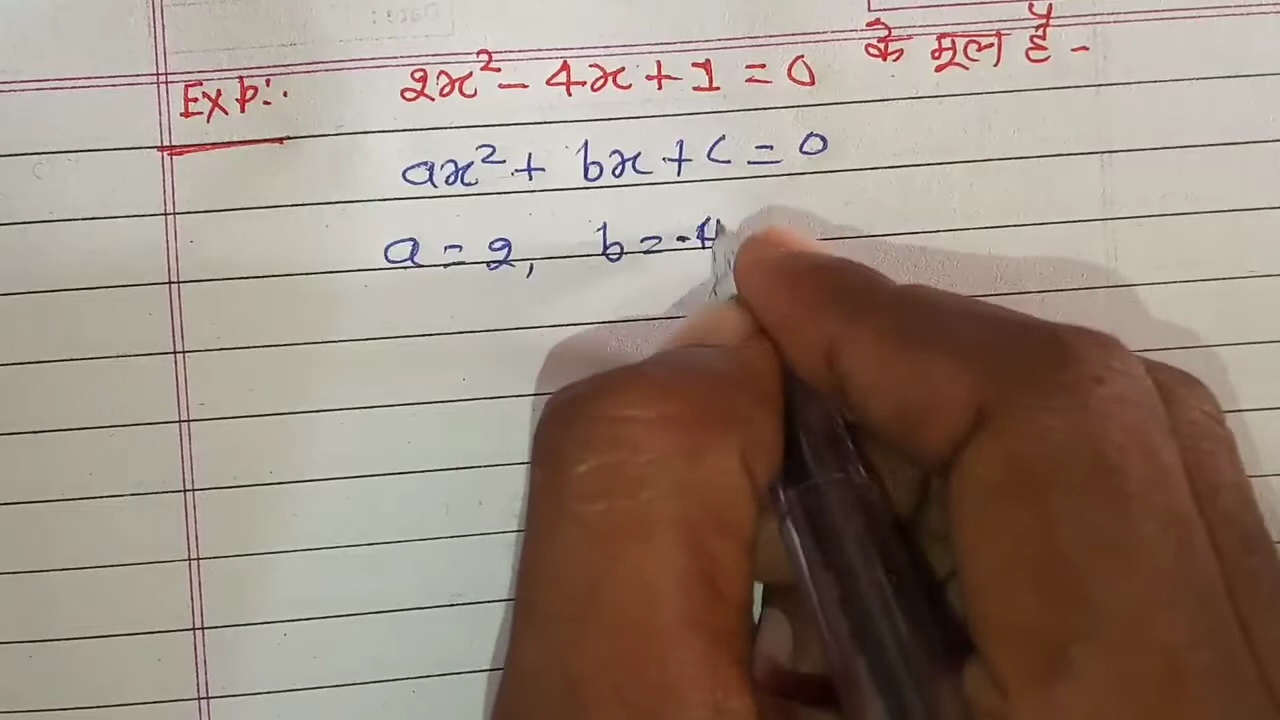 Exp:. 2x² - 4x + 1 = 0 के मूल है -
ax² + bx + c = 0
a = 2, b = -4